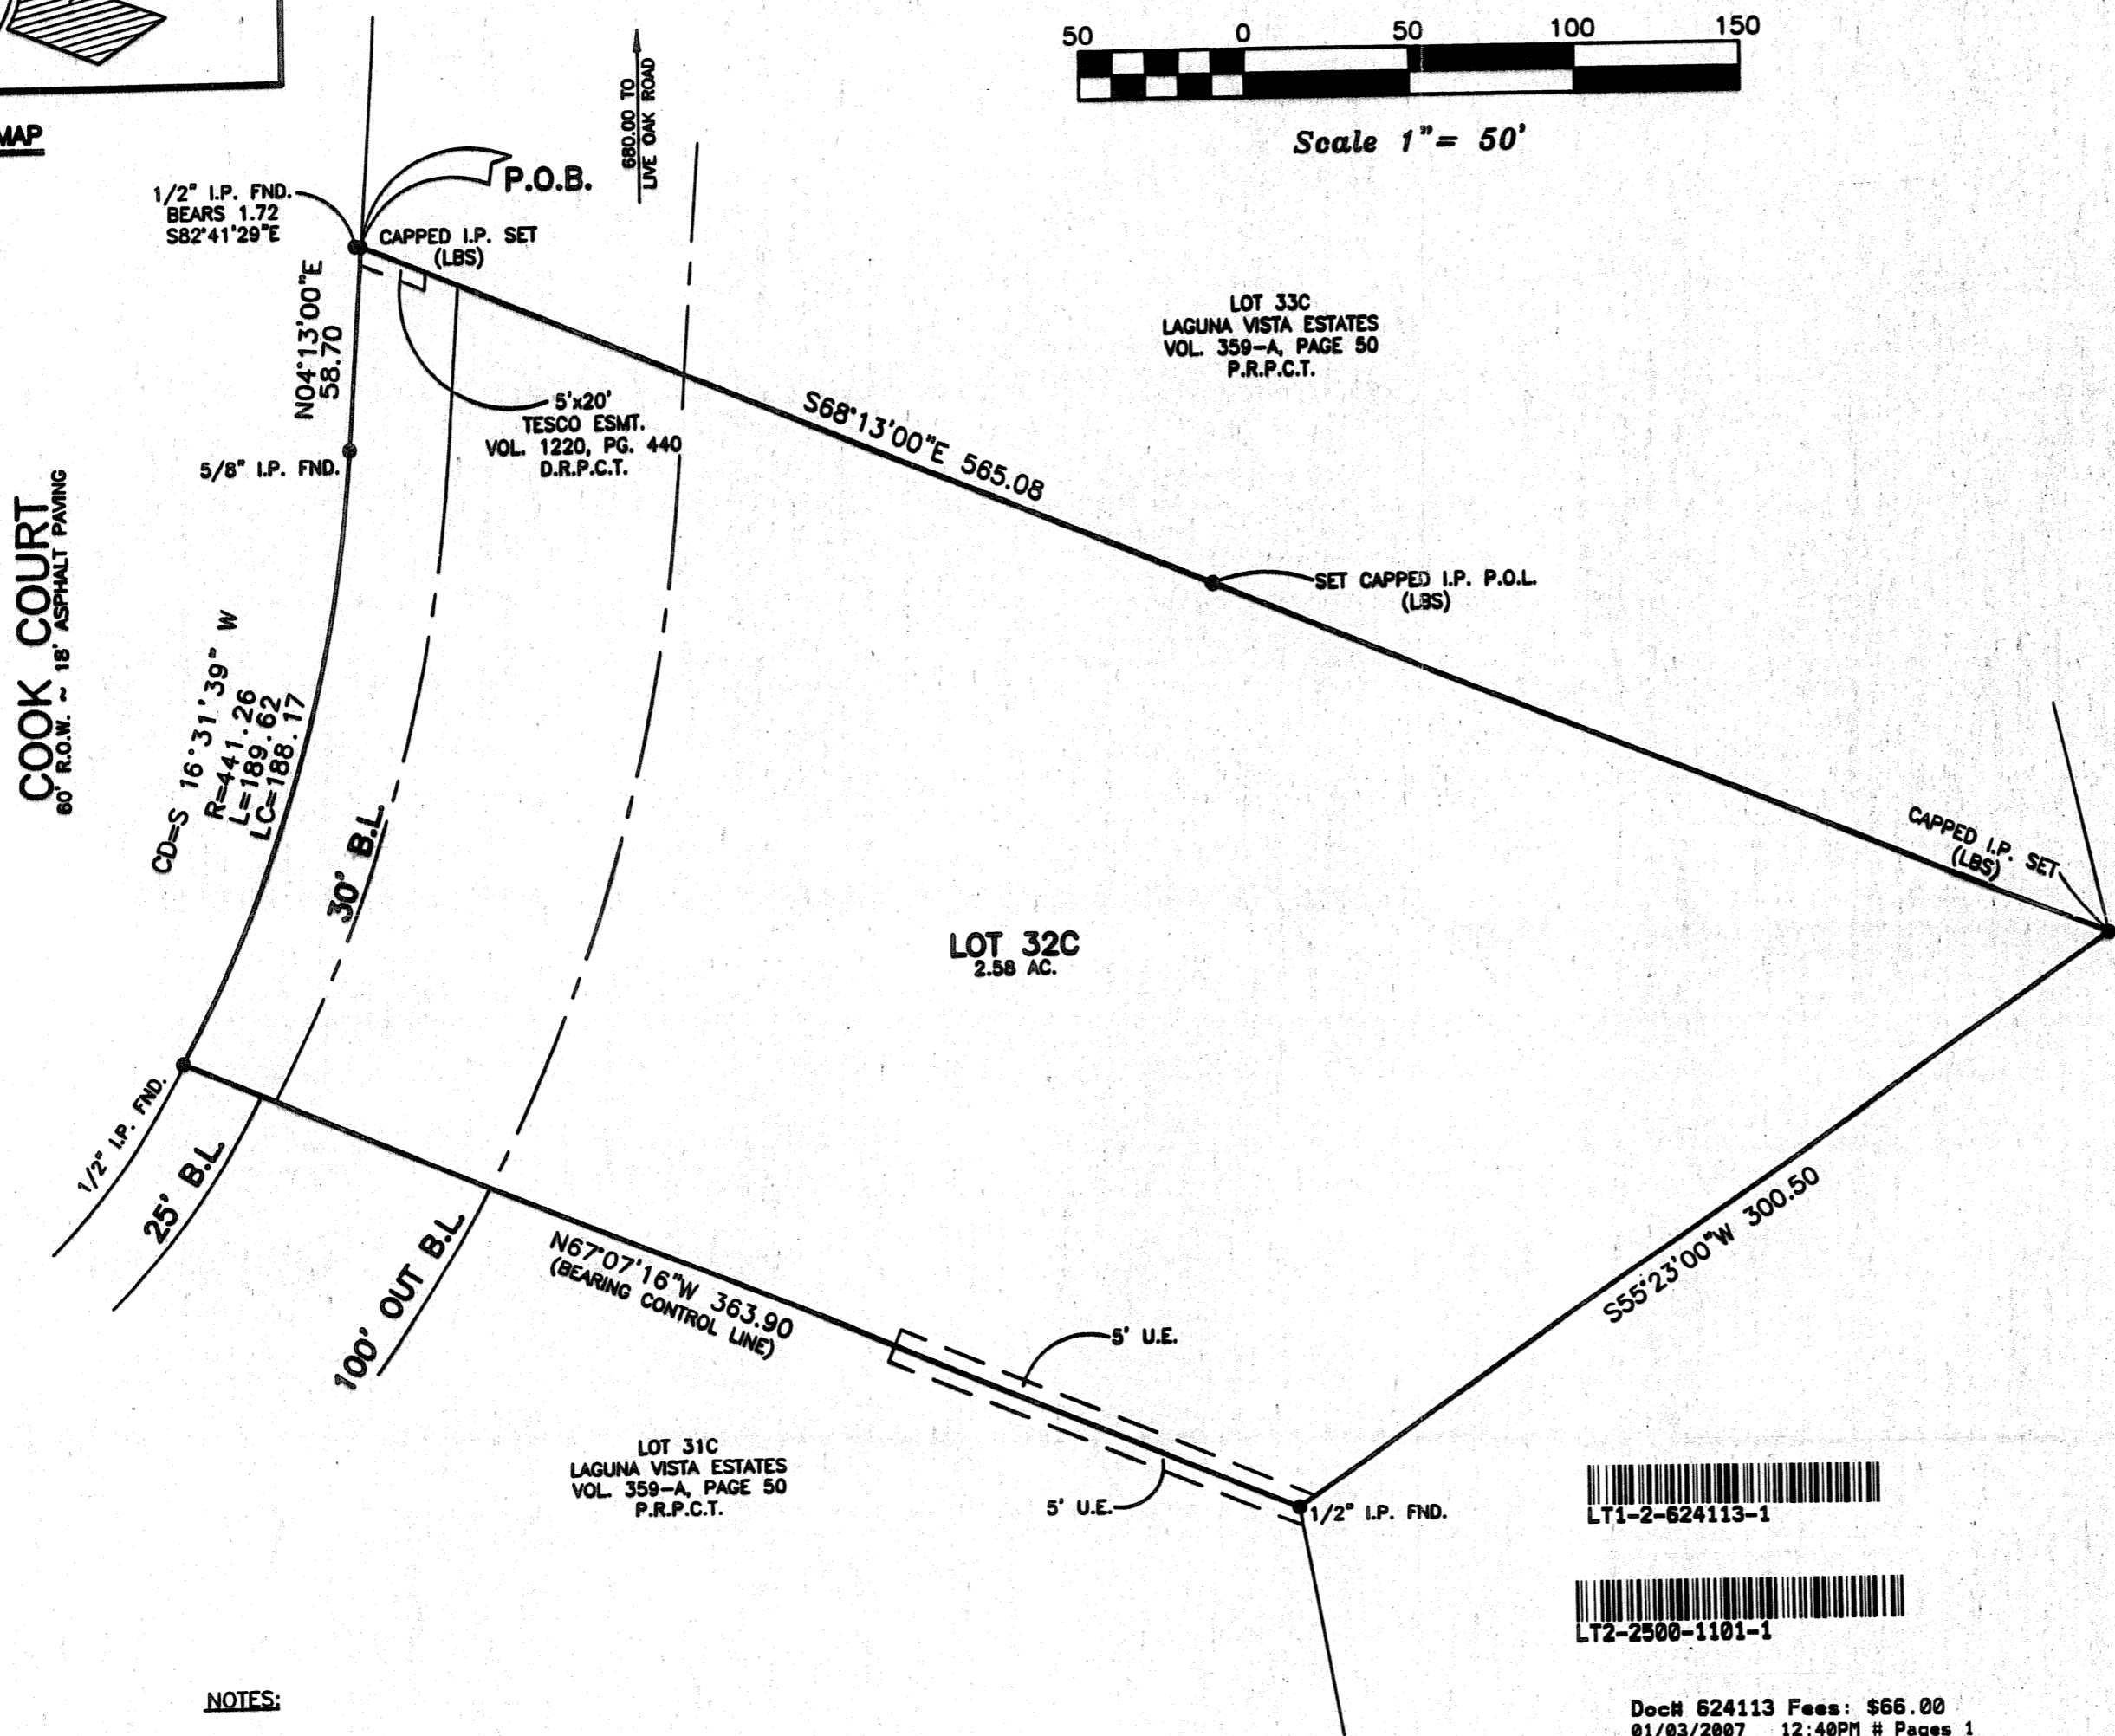 MAP
50 0 50 100 150
Scale 1"= 50'
680.00 TO
LIVE OAK ROAD
P.O.B.
1/2" I.P. FND.
BEARS 1.72
S82°41'29"E
CAPPED I.P. SET
(LBS)
N04°13'00"E
58.70
5'x20'
TESCO ESMT.
VOL. 1220, PG. 440
D.R.P.C.T.
5/8" I.P. FND.
LOT 33C
LAGUNA VISTA ESTATES
VOL. 359-A, PAGE 50
P.R.P.C.T.
S68°13'00"E 565.08
SET CAPPED I.P. P.O.L.
(LBS)
COOK COURT
60' R.O.W. ~ 18' ASPHALT PAVING
CD=S 16°31'39" W
R=441.26
L=189.62
LC=188.17
30' B.L.
CAPPED I.P. SET
(LBS)
LOT 32C
2.58 AC.
1/2" I.P. FND.
25' B.L.
100' OUT B.L.
N67°07'16"W 363.90
(BEARING CONTROL LINE)
S55°23'00"W 300.50
5' U.E.
LOT 31C
LAGUNA VISTA ESTATES
VOL. 359-A, PAGE 50
P.R.P.C.T.
5' U.E.
1/2" I.P. FND.
LT1-2-624113-1
LT2-2500-1101-1
NOTES:
Doc# 624113 Fees: $66.00
01/03/2007 12:40PM # Pages 1